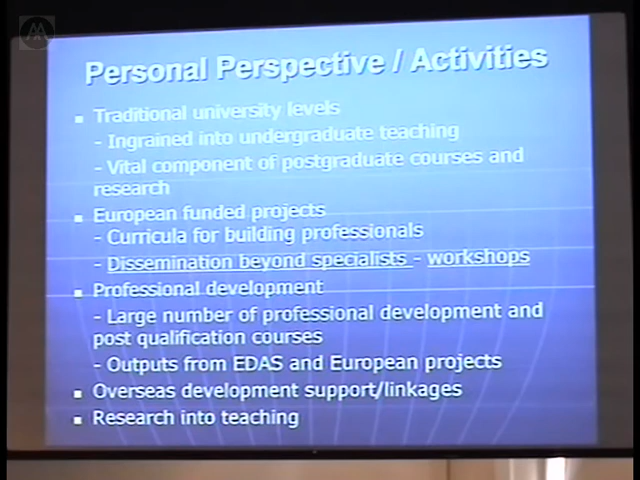 Personal Perspective / Activities
Traditional university levels
- Ingrained into undergraduate teaching
- Vital component of postgraduate courses and
research
European funded projects
- Curricula for building professionals
- Dissemination beyond specialists - workshops
Professional development
- Large number of professional development and
post qualification courses
- Outputs from EDAS and European projects
Overseas development support/linkages
Research into teaching